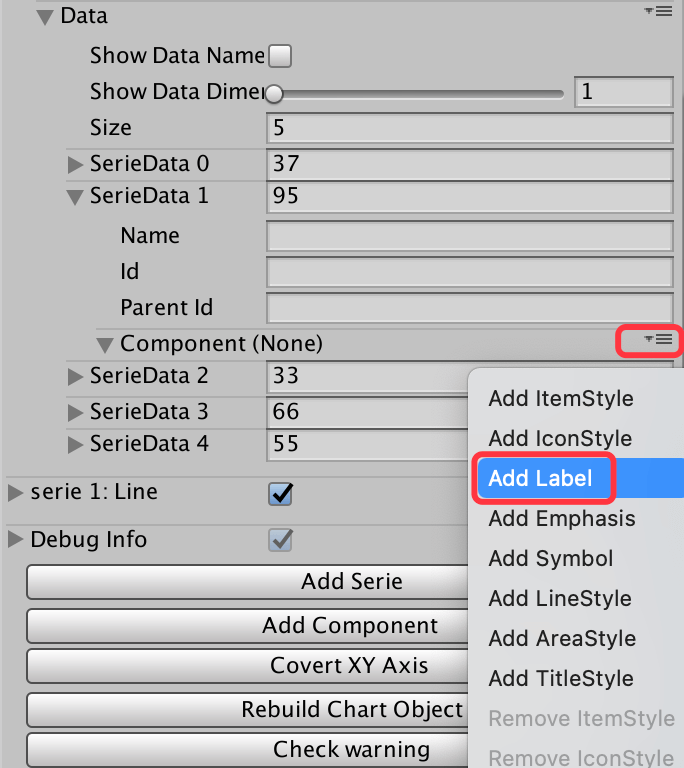 Data
Show Data Name
Show Data Dimer 1
Size 5
SerieData 0 37
SerieData 1 95
Name
Id
Parent Id
Component (None)
SerieData 2 33
SerieData 3 66
SerieData 4 55
serie 1: Line
Debug Info
Add Serie
Add Component
Covert XY Axis
Rebuild Chart Object
Check warning
Add ItemStyle
Add IconStyle
Add Label
Add Emphasis
Add Symbol
Add LineStyle
Add AreaStyle
Add TitleStyle
Remove ItemStyle
Remove IconStyle